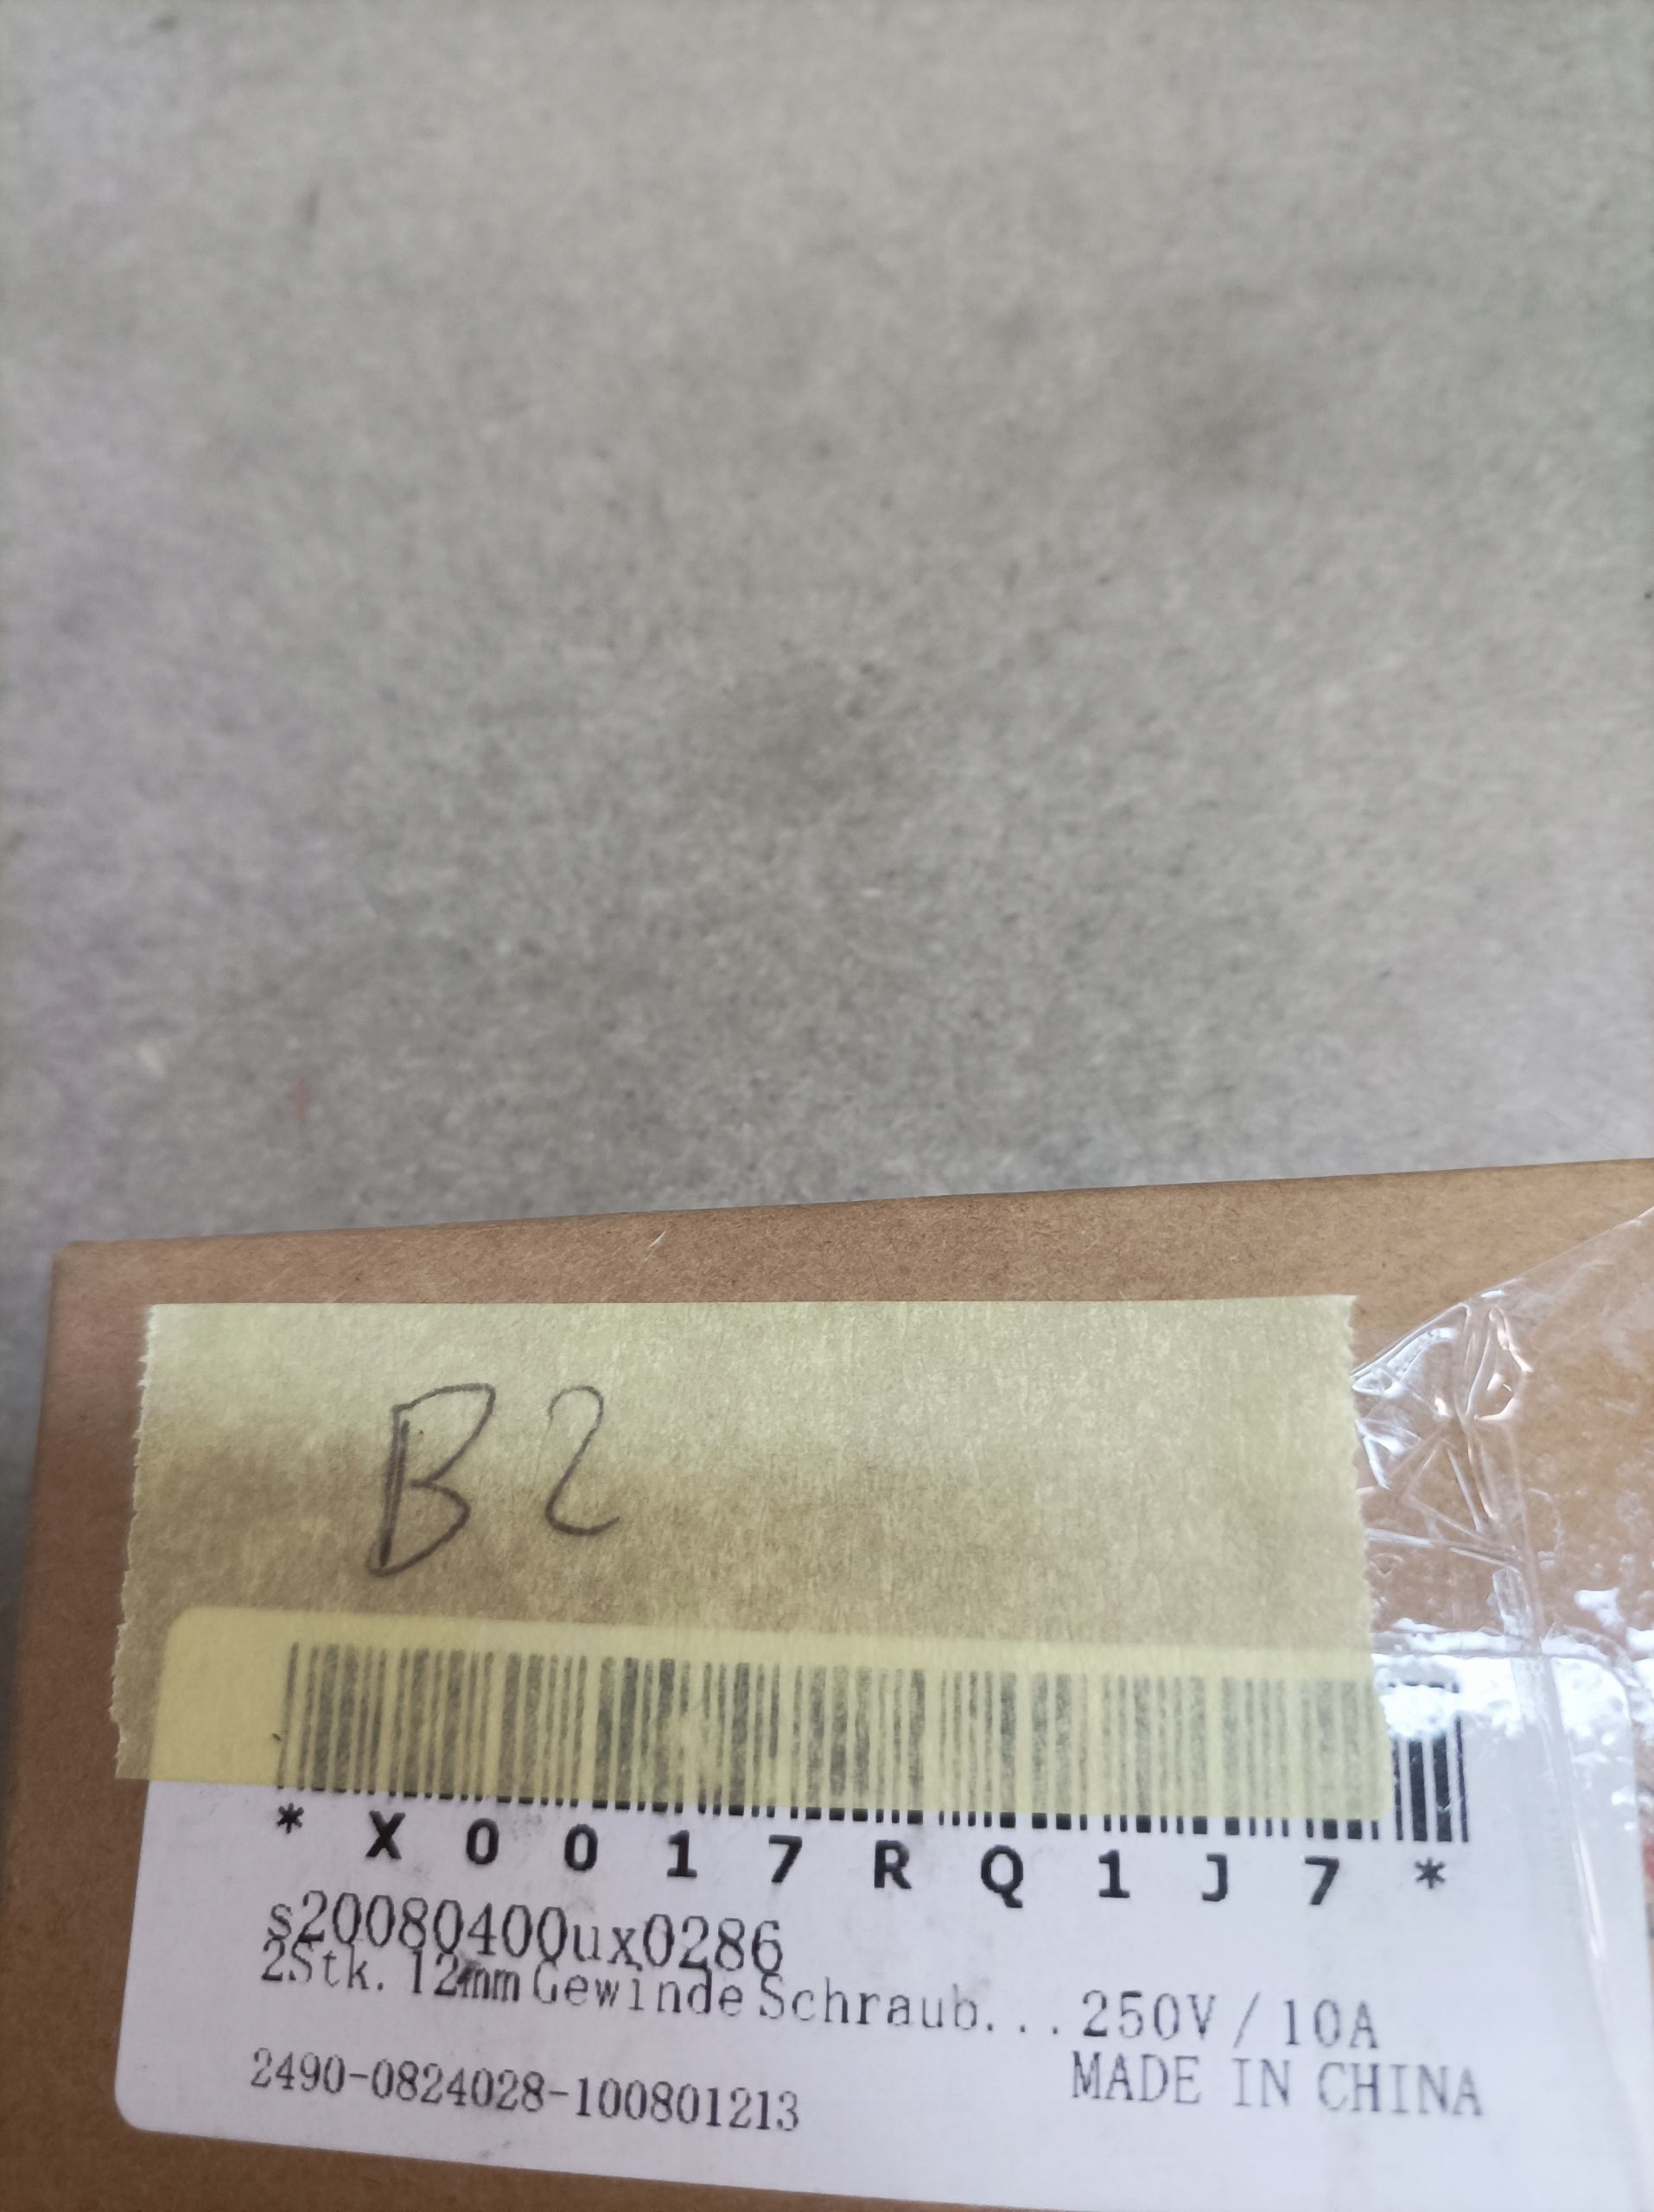 B2
* X 0 0 1 7 R Q 1 J 7 *
s20080400ux0286
2Stk. 12mm Gewinde Schraub...250V/10A
2490-0824028-100801213 MADE IN CHINA